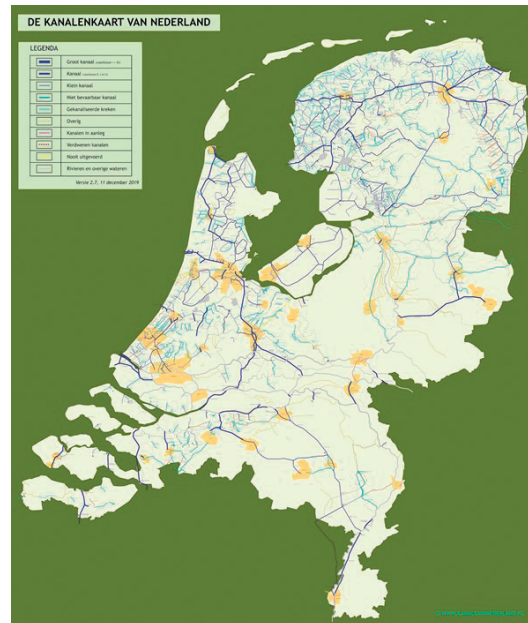 DE KANALENKAART VAN NEDERLAND
LEGENDA
Groot kanaal
Kanaal
Klein kanaal
Niet bevaarbaar kanaal
Gekanaliseerde kreken
Overig
Kanalen in aanleg
Verdwenen kanalen
Nooit uitgevoerd
Rivieren en overige wateren
Versie 2.7, 11 december 2019